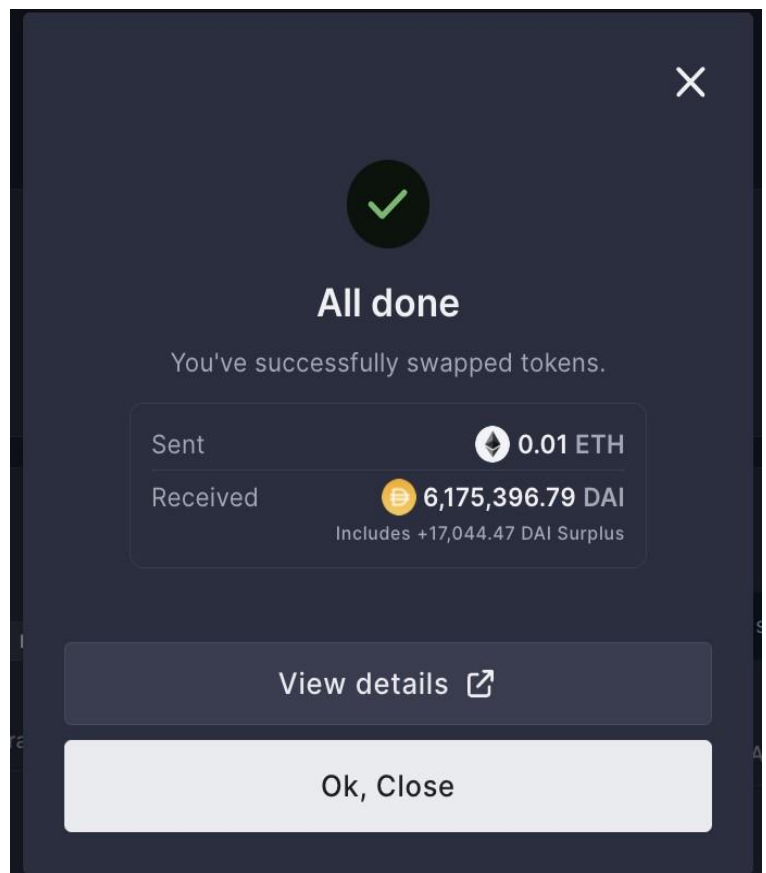 All done
You've successfully swapped tokens.
Sent 0.01 ETH
Received 6,175,396.79 DAI
Includes +17,044.47 DAI Surplus
View details
Ok, Close